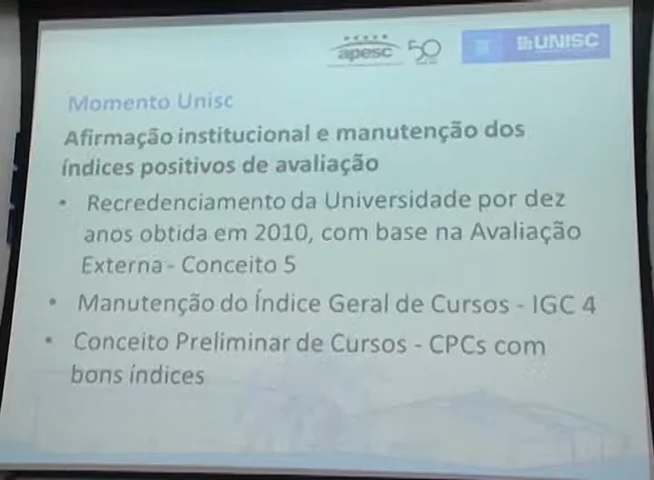 apesc 50 UNISC
Momento Unisc
Afirmação institucional e manutenção dos
índices positivos de avaliação
• Recredenciamento da Universidade por dez
anos obtida em 2010, com base na Avaliação
Externa - Conceito 5
• Manutenção do Índice Geral de Cursos - IGC 4
• Conceito Preliminar de Cursos - CPCs com
bons índices